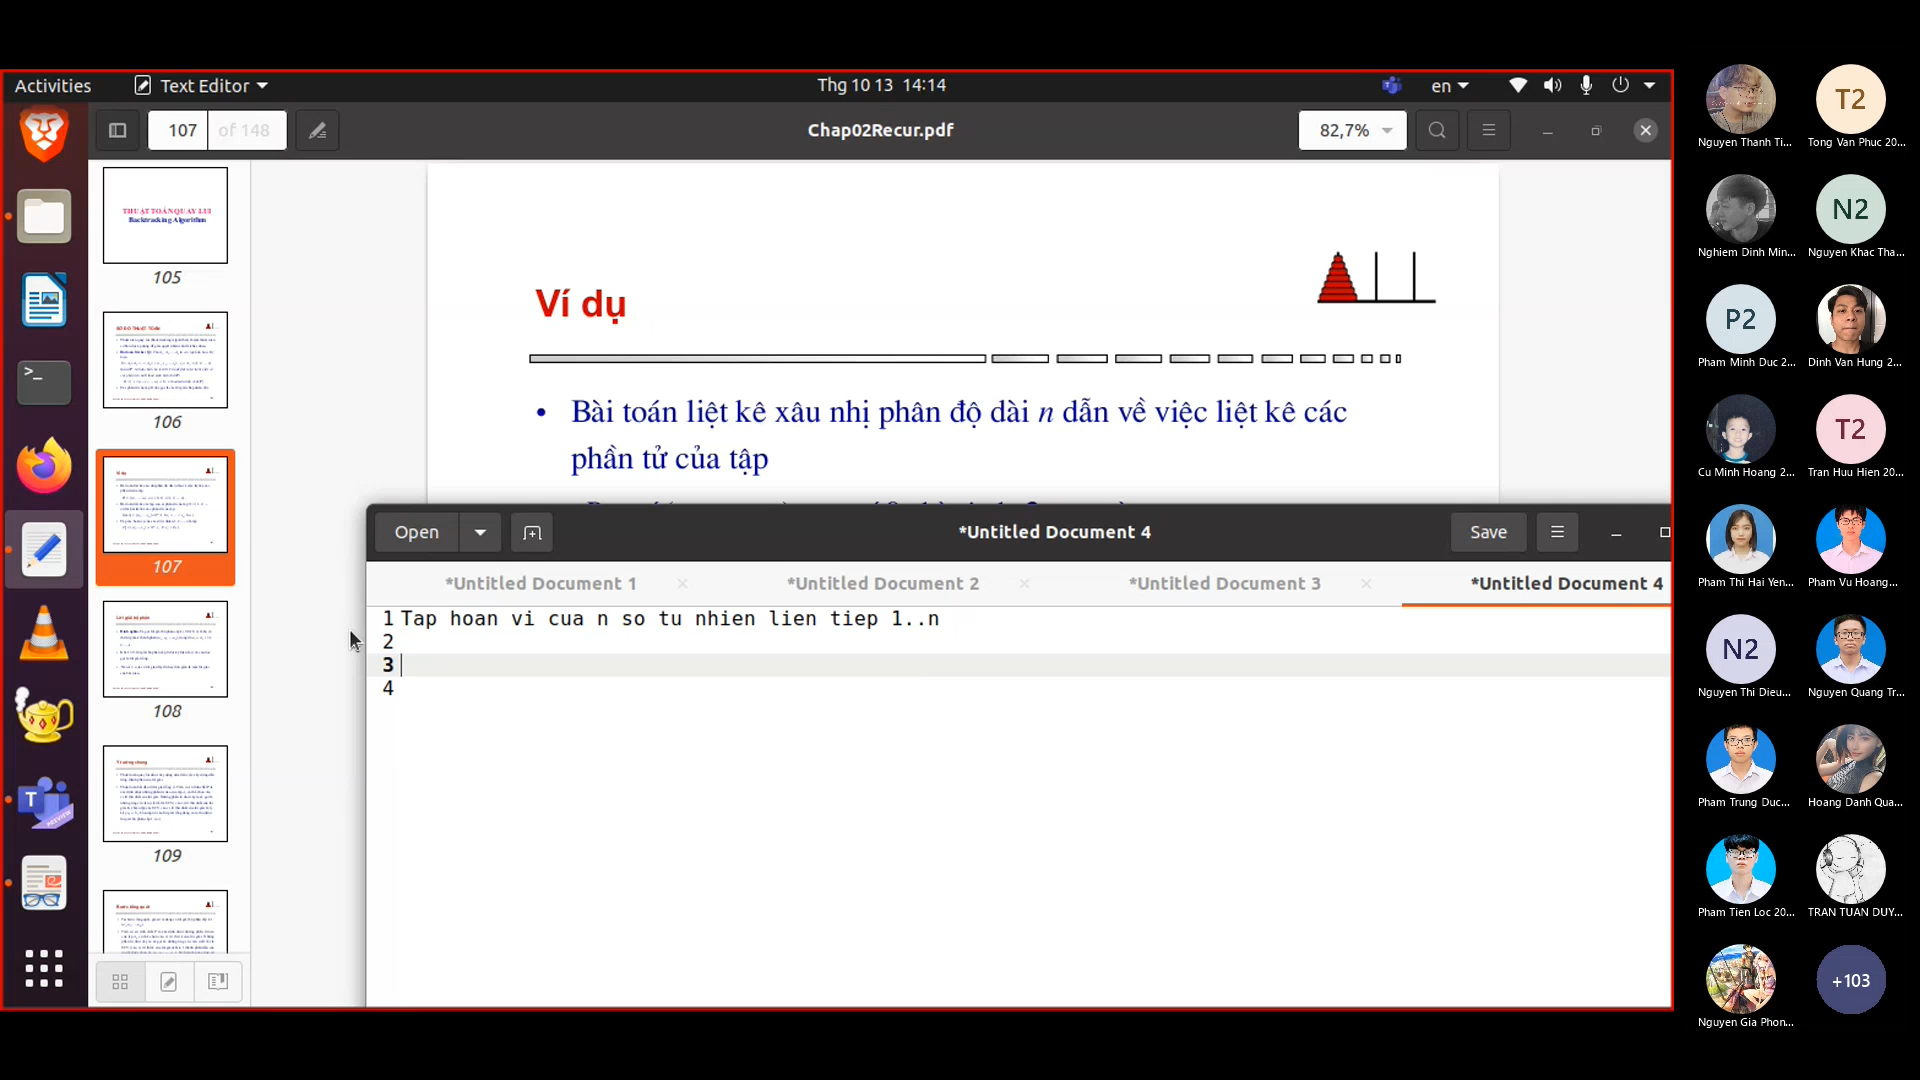 Activities
Text Editor
Thg 10 13 14:14
en
107
of 148
Chap02Recur.pdf
82,7%
THUẬT TOÁN QUAY LUI
Backtracking Algorithm
105
106
107
108
109
Ví dụ
• Bài toán liệt kê xâu nhị phân độ dài n dẫn về việc liệt kê các
phần tử của tập
Open
*Untitled Document 4
Save
*Untitled Document 1
*Untitled Document 2
*Untitled Document 3
*Untitled Document 4
1 Tap hoan vi cua n so tu nhien lien tiep 1..n
2
3
4
Nguyen Thanh Ti...
T2
Tong Van Phuc 20...
Nghiem Dinh Min...
N2
Nguyen Khac Tha...
P2
Pham Minh Duc 2...
Dinh Van Hung 2...
Cu Minh Hoang 2...
T2
Tran Huu Hien 20...
Pham Thi Hai Yen...
Pham Vu Hoang...
N2
Nguyen Thi Dieu...
Nguyen Quang Tr...
Pham Trung Duc...
Hoang Danh Qua...
Pham Tien Loc 20...
TRAN TUAN DUY...
Nguyen Gia Phon...
+103